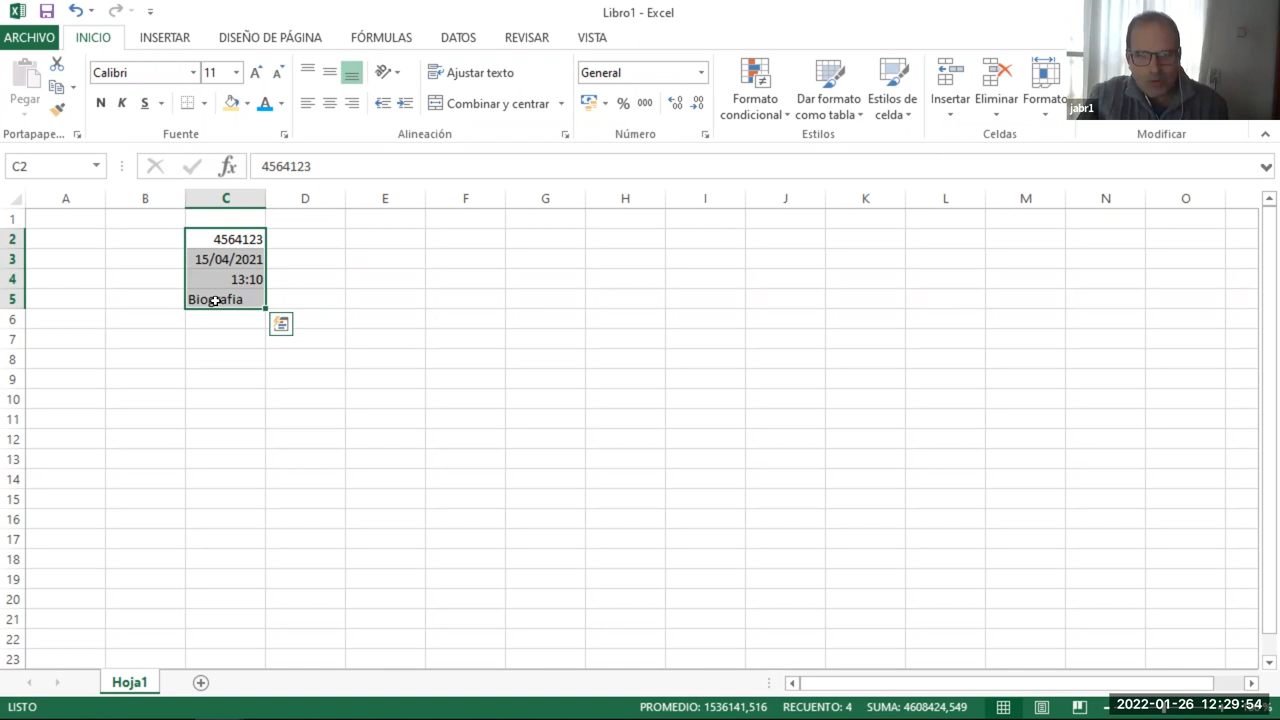 Libro1 - Excel
ARCHIVO INICIO INSERTAR DISEÑO DE PÁGINA FÓRMULAS DATOS REVISAR VISTA
Pegar
Calibri 11
N K S
A
Ajustar texto
Combinar y centrar
General
% 000
Formato condicional
Dar formato como tabla
Estilos de celda
Insertar Eliminar Formato
jabr1
Portapape... Fuente Alineación Número Estilos Celdas Modificar
C2 fx 4564123
A B C D E F G H I J K L M N O
1
2 4564123
3 15/04/2021
4 13:10
5 Biografia
6
7
8
9
10
11
12
13
14
15
16
17
18
19
20
21
22
23
Hoja1
LISTO PROMEDIO: 1536141,516 RECUENTO: 4 SUMA: 4608424,549
2022-01-26 12:29:54